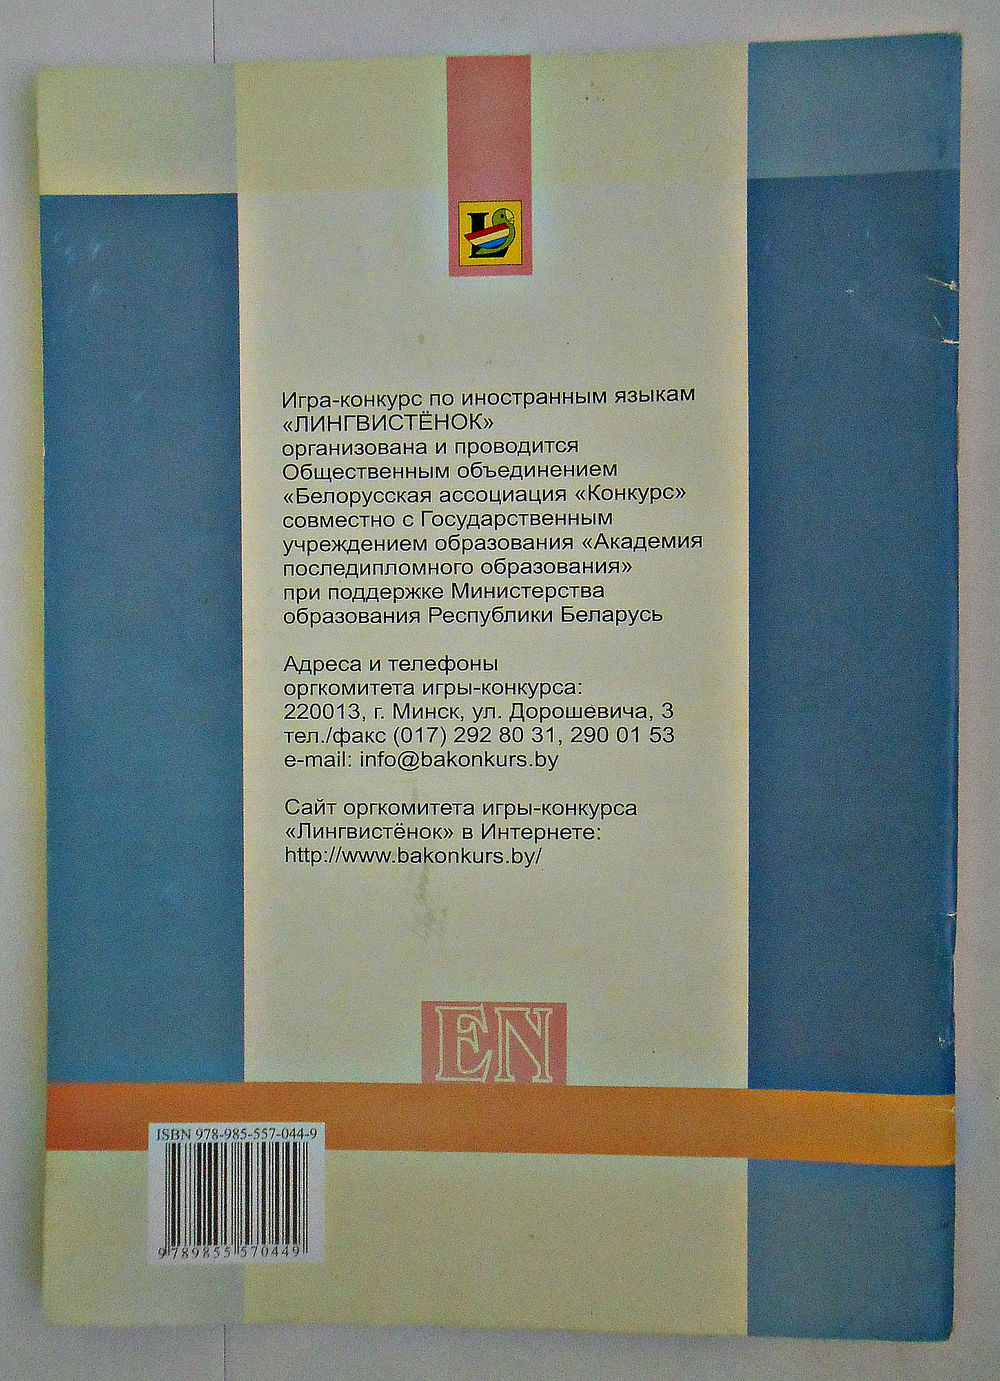 L
Игра-конкурс по иностранным языкам
«ЛИНГВИСТЁНОК»
организована и проводится
Общественным объединением
«Белорусская ассоциация «Конкурс»
совместно с Государственным
учреждением образования «Академия
последипломного образования»
при поддержке Министерства
образования Республики Беларусь
Адреса и телефоны
оргкомитета игры-конкурса:
220013, г. Минск, ул. Дорошевича, 3
тел./факс (017) 292 80 31, 290 01 53
e-mail: info@bakonkurs.by
Сайт оргкомитета игры-конкурса
«Лингвистёнок» в Интернете:
http://www.bakonkurs.by/
EN
ISBN 978-985-557-044-9
9 789855 570449